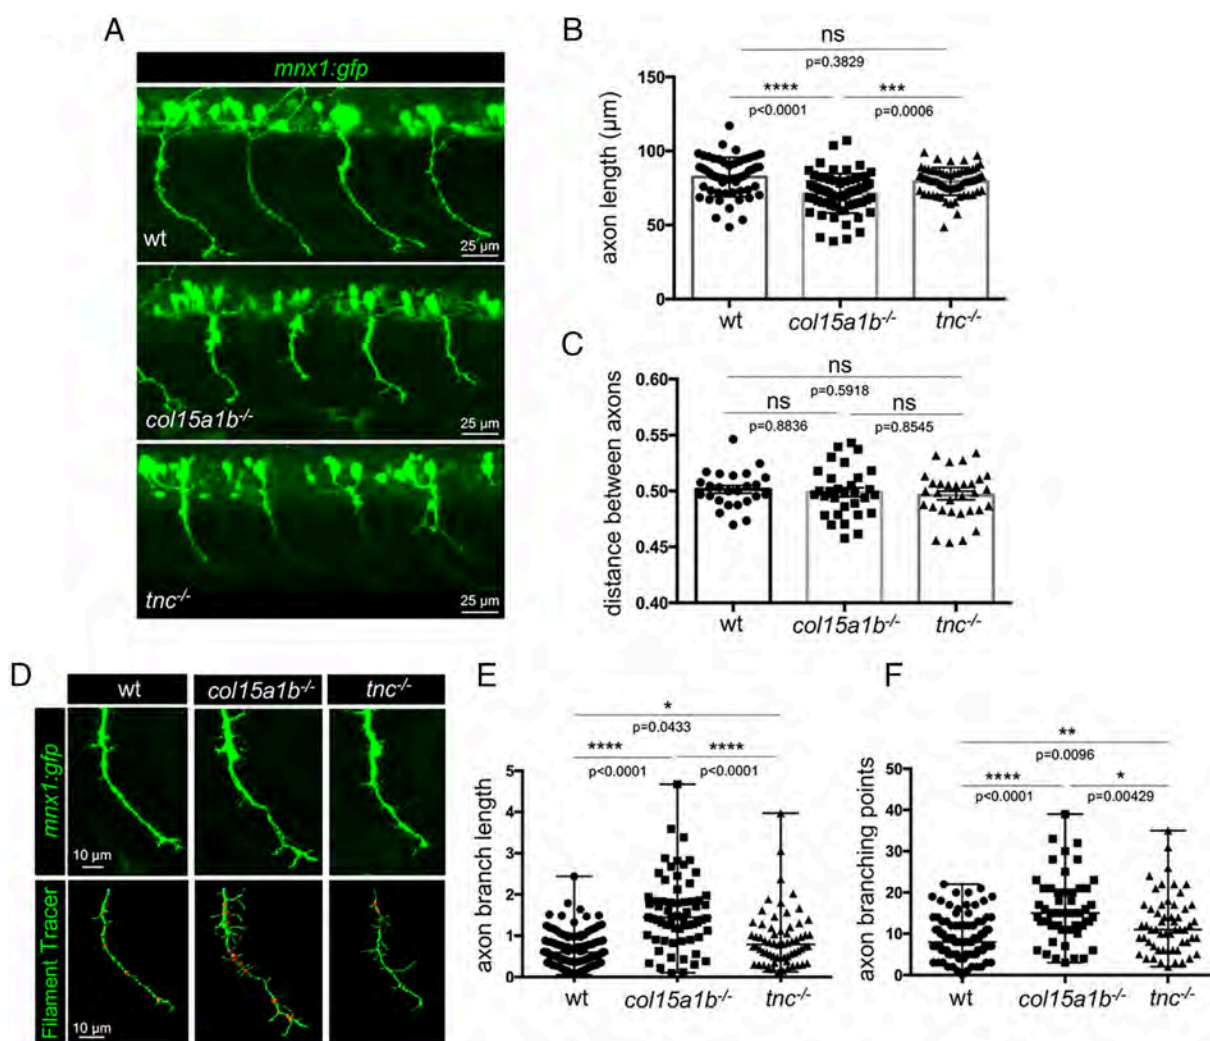 A
mnx1:gfp
wt
25 µm
col15a1b-/-
25 µm
tnc-/-
25 µm
B
ns
p=0.3829
****
***
p<0.0001
p=0.0006
axon length (µm)
150
100
50
0
wt
col15a1b-/-
tnc-/-
C
ns
p=0.5918
ns
ns
p=0.8836
p=0.8545
distance between axons
0.60
0.55
0.50
0.45
0.40
wt
col15a1b-/-
tnc-/-
D
wt
col15a1b-/-
tnc-/-
mnx1:gfp
10 µm
Filament Tracer
10 µm
E
*
p=0.0433
****
****
p<0.0001
p<0.0001
axon branch length
5
4
3
2
1
0
wt
col15a1b-/-
tnc-/-
F
**
p=0.0096
****
*
p<0.0001
p=0.00429
axon branching points
50
40
30
20
10
0
wt
col15a1b-/-
tnc-/-